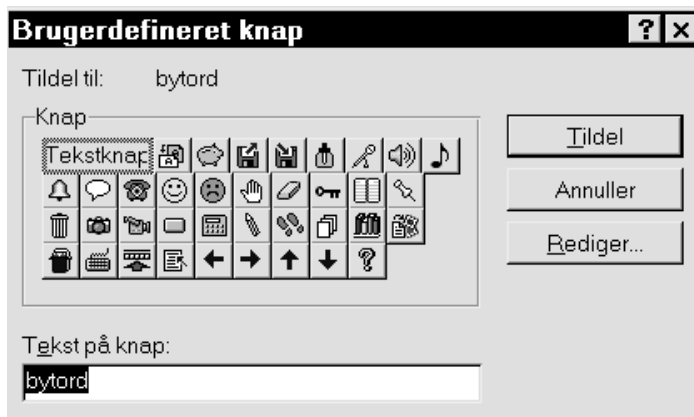 Brugerdefineret knap
Tildel til: bytord
Knap
Tekstknap
Tildel
Annuller
Rediger...
Tekst på knap:
bytord